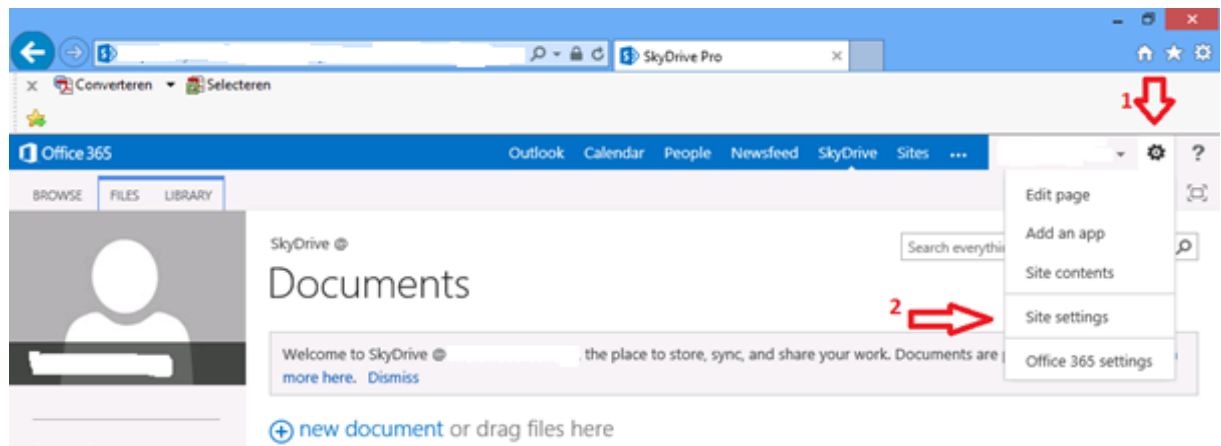 SkyDrive Pro
x Converteren Selecteren
1
Office 365 Outlook Calendar People Newsfeed SkyDrive Sites ••• ?
BROWSE FILES LIBRARY
Edit page
Add an app
Site contents
Site settings
Office 365 settings
SkyDrive @
Search everythi
Documents
2
Welcome to SkyDrive @ , the place to store, sync, and share your work. Documents are
more here. Dismiss
new document or drag files here